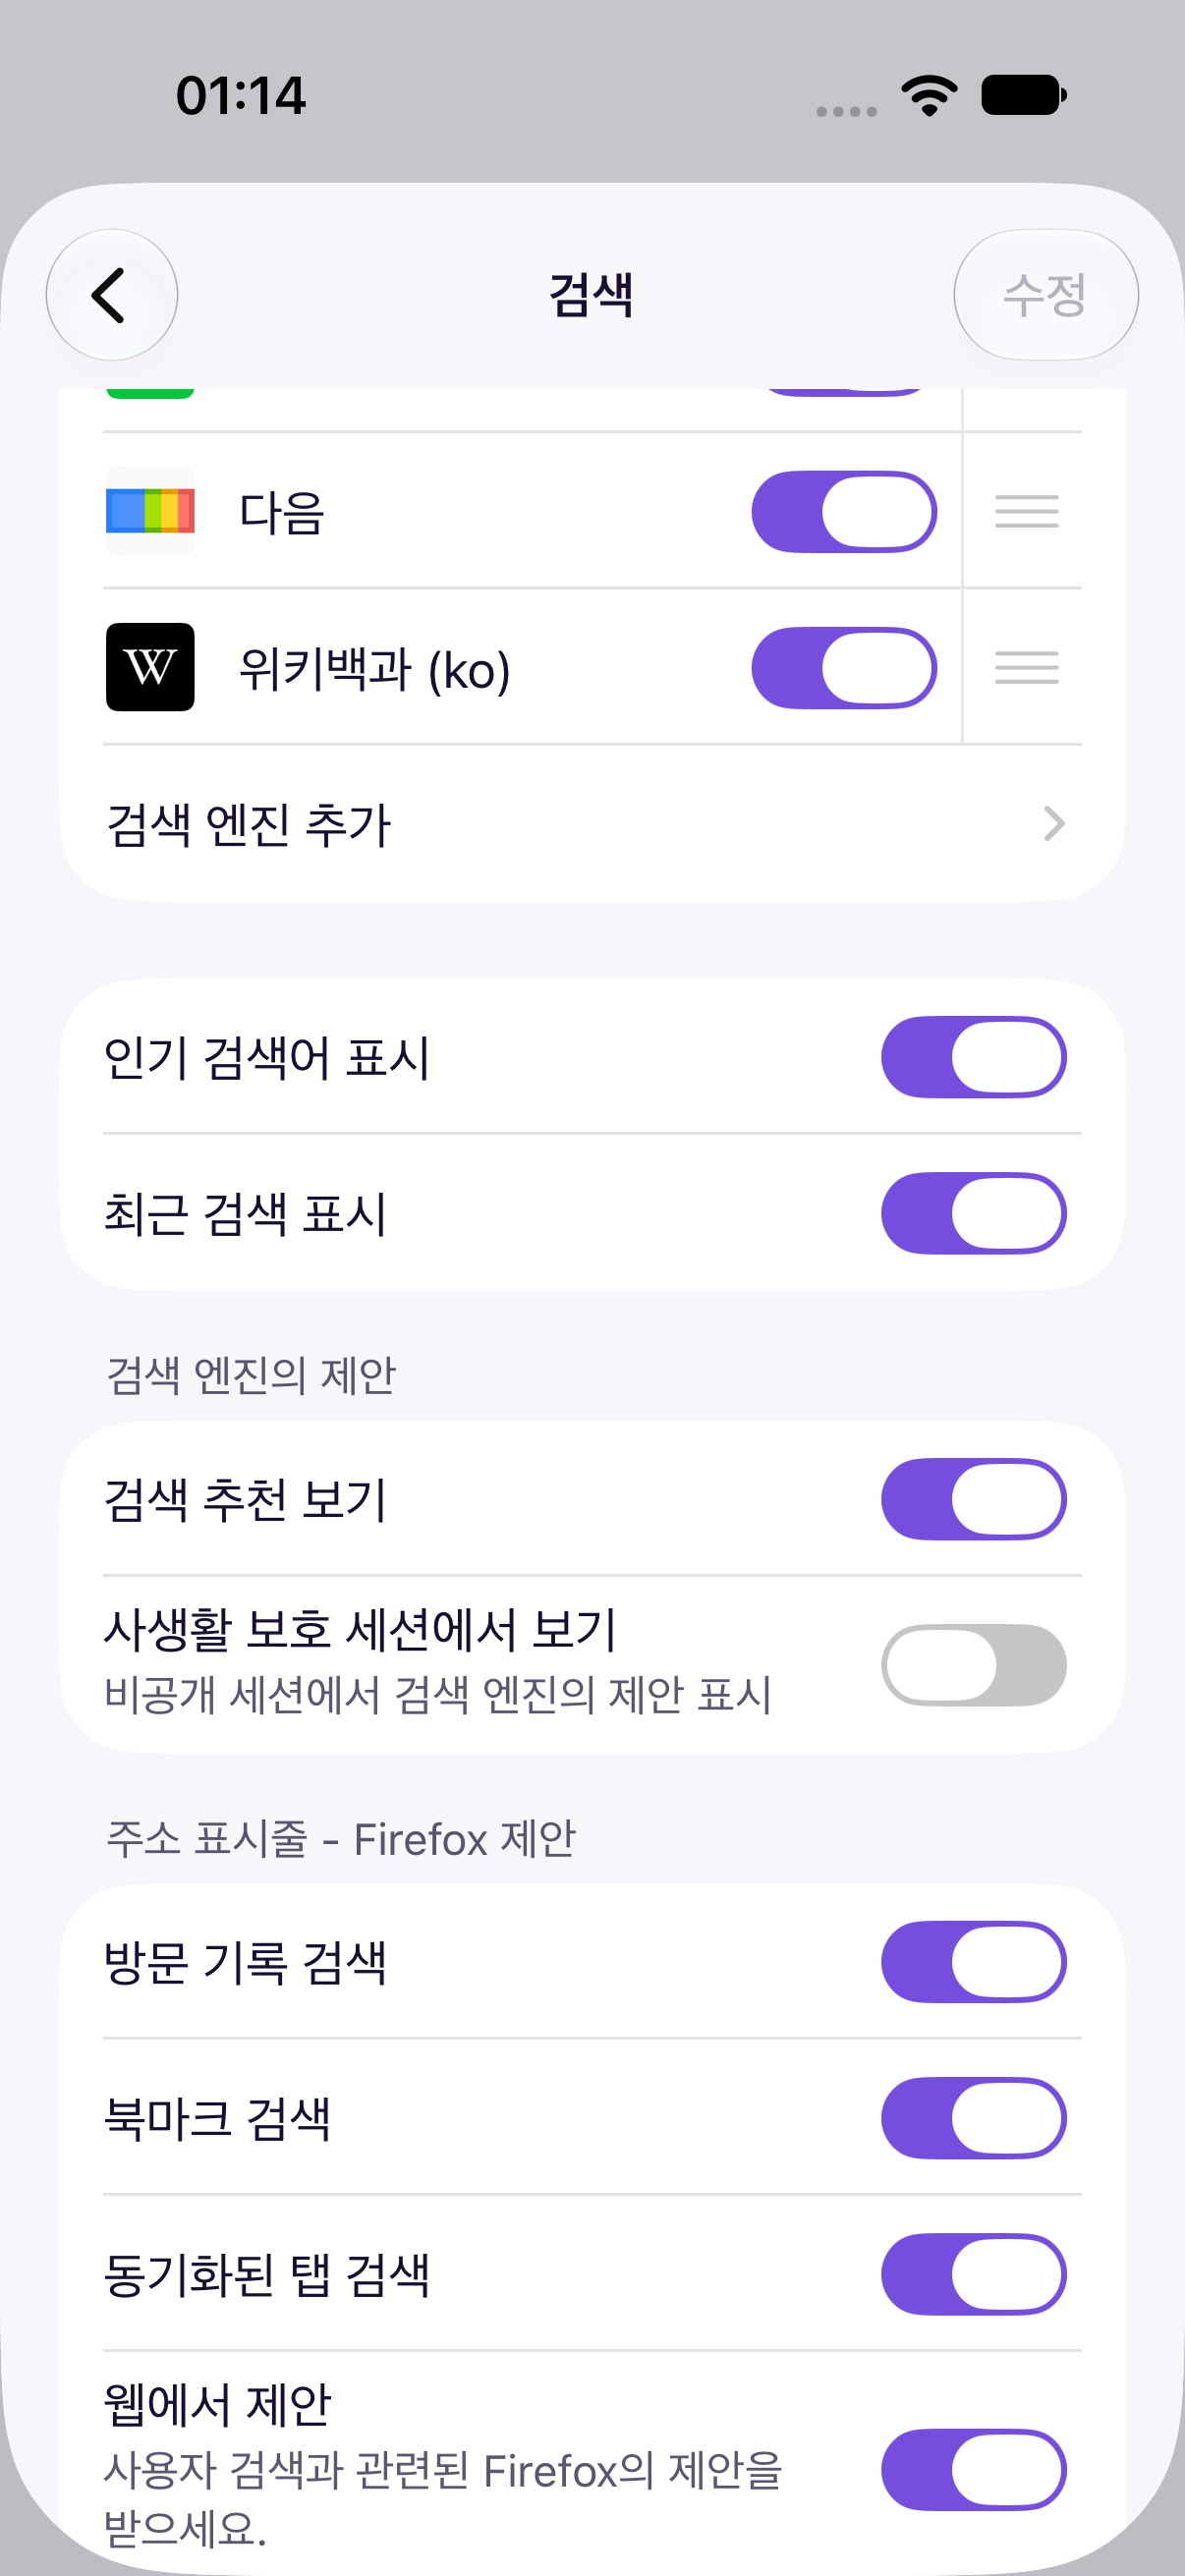 01:14
검색
수정
다음
W
위키백과 (ko)
검색 엔진 추가
인기 검색어 표시
최근 검색 표시
검색 엔진의 제안
검색 추천 보기
사생활 보호 세션에서 보기
비공개 세션에서 검색 엔진의 제안 표시
주소 표시줄 - Firefox 제안
방문 기록 검색
북마크 검색
동기화된 탭 검색
웹에서 제안
사용자 검색과 관련된 Firefox의 제안을
받으세요.